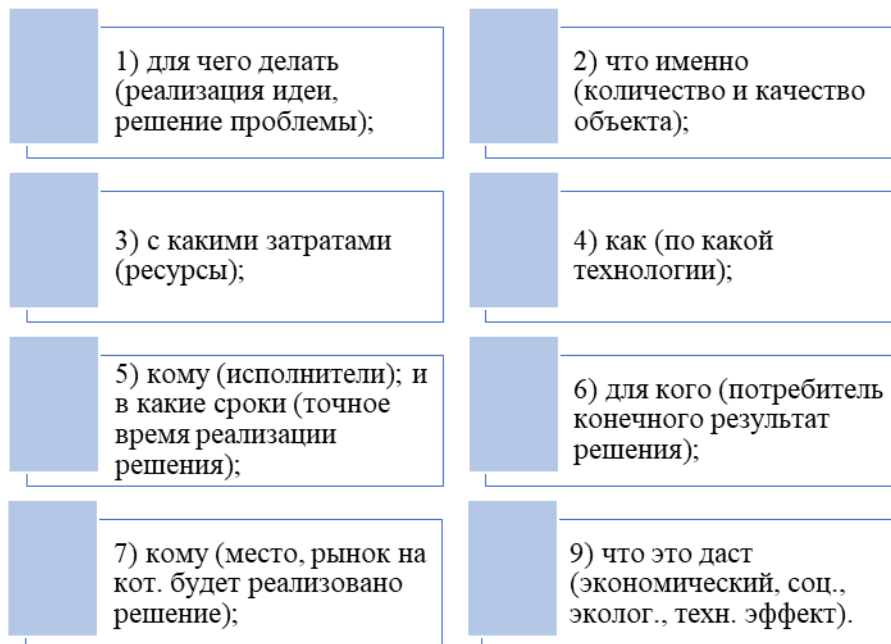 1) для чего делать
(реализация идеи,
решение проблемы);
2) что именно
(количество и качество
объекта);
3) с какими затратами
(ресурсы);
4) как (по какой
технологии);
5) кому (исполнители); и
в какие сроки (точное
время реализации
решения);
6) для кого (потребитель
конечного результат
решения);
7) кому (место, рынок на
кот. будет реализовано
решение);
9) что это даст
(экономический, соц.,
эколог., техн. эффект).